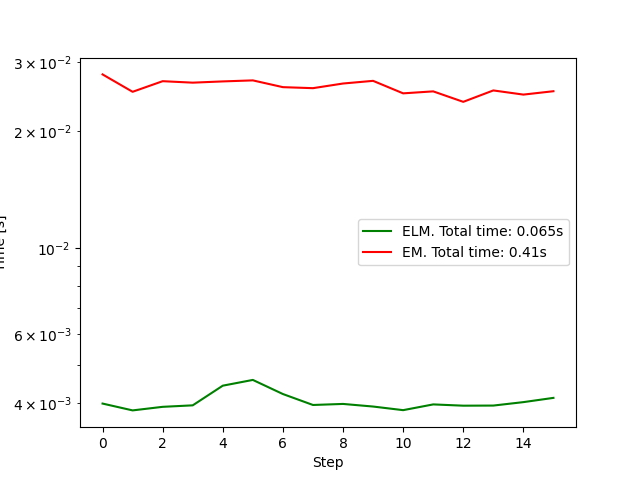 3 × 10⁻²
2 × 10⁻²
10⁻²
6 × 10⁻³
4 × 10⁻³
ELM. Total time: 0.065s
EM. Total time: 0.41s
0 2 4 6 8 10 12 14
Step